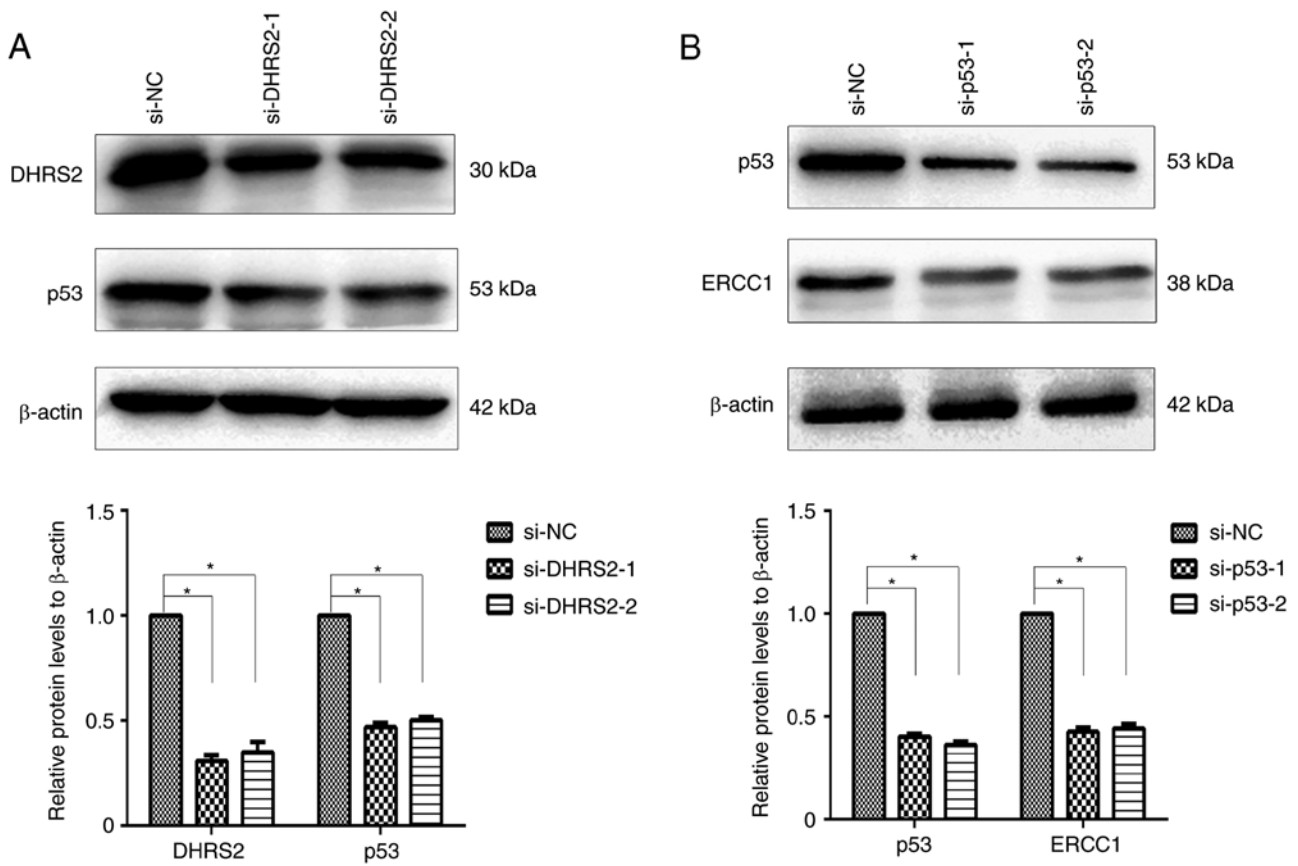 A
si-NC
si-DHRS2-1
si-DHRS2-2
DHRS2
30 kDa
p53
53 kDa
β-actin
42 kDa
Relative protein levels to β-actin
1.5
1.0
0.5
0
*
*
*
*
DHRS2
p53
si-NC
si-DHRS2-1
si-DHRS2-2
B
si-NC
si-p53-1
si-p53-2
p53
53 kDa
ERCC1
38 kDa
β-actin
42 kDa
Relative protein levels to β-actin
1.5
1.0
0.5
0
*
*
*
*
p53
ERCC1
si-NC
si-p53-1
si-p53-2